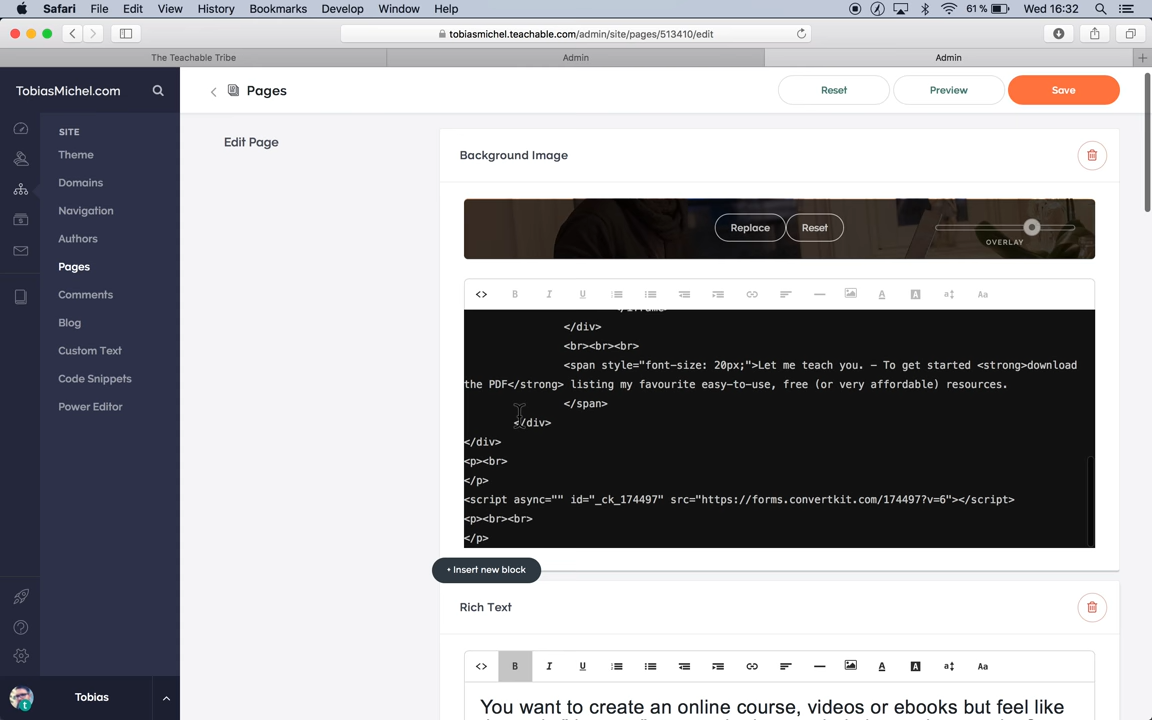 Safari File Edit View History Bookmarks Develop Window Help 61 % Wed 16:32
tobiasmichel.teachable.com/admin/site/pages/513410/edit
The Teachable Tribe Admin Admin
TobiasMichel.com
Pages
Reset Preview Save
SITE
Theme
Domains
Navigation
Authors
Pages
Comments
Blog
Custom Text
Code Snippets
Power Editor
Tobias
Edit Page
Background Image
Replace Reset
OVERLAY
<> B I U A A Aa
</div>
<br><br><br>
<span style="font-size: 20px;">Let me teach you. – To get started <strong>download
the PDF</strong> listing my favourite easy-to-use, free (or very affordable) resources.
</span>
</div>
</div>
<p><br>
</p>
<script async="" id="_ck_174497" src="https://forms.convertkit.com/174497?v=6"></script>
<p><br><br>
</p>
+ Insert new block
Rich Text
<> B I U A A Aa
You want to create an online course, videos or ebooks but feel like